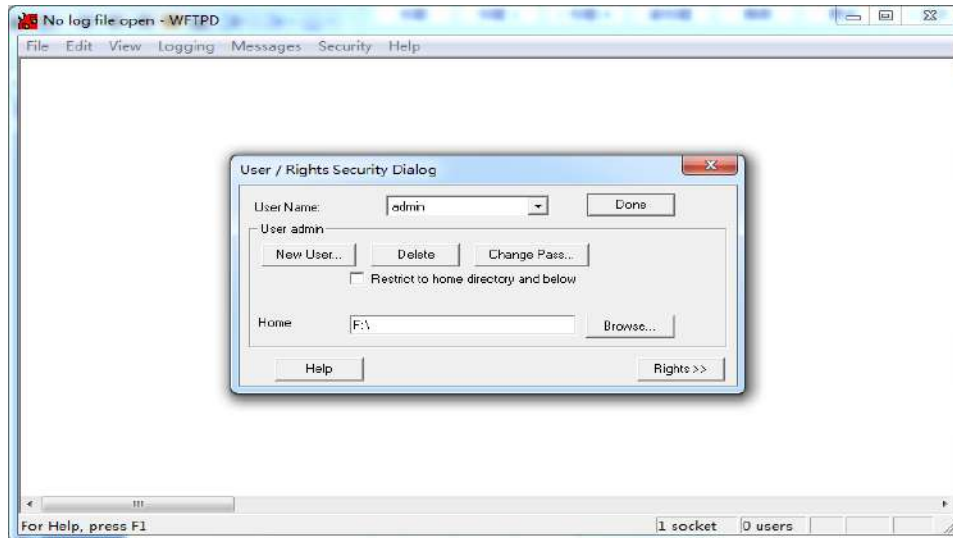 No log file open - WFTPD
File Edit View Logging Messages Security Help
User / Rights Security Dialog
User Name: admin Done
User admin
New User... Delete Change Pass...
Restrict to home directory and below
Home F:\ Browse...
Help Rights >>
For Help, press F1 1 socket 0 users